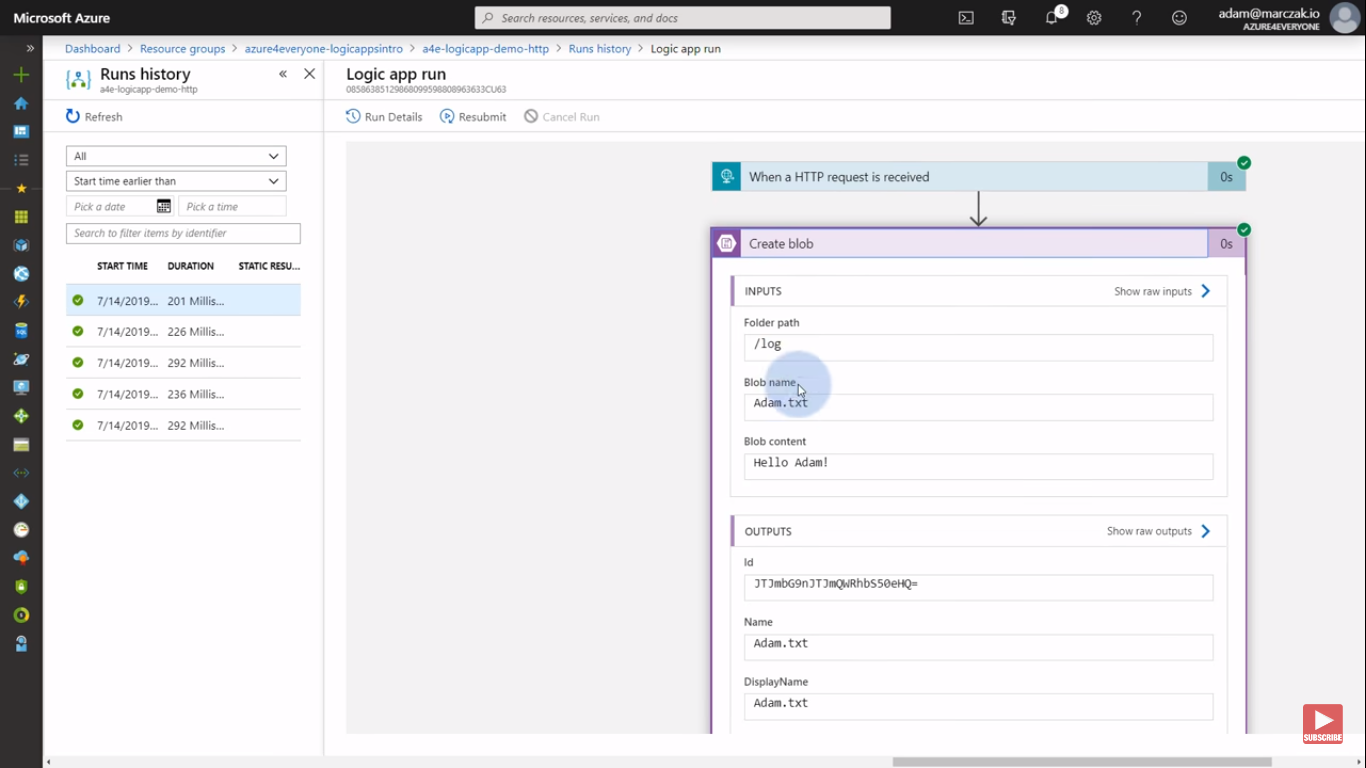 Microsoft Azure
Search resources, services, and docs
8
adam@marczak.io
AZURE4EVERYONE
Dashboard > Resource groups > azure4everyone-logicappsintro > a4e-logicapp-demo-http > Runs history > Logic app run
Runs history
a4e-logicapp-demo-http
Refresh
All
Start time earlier than
Pick a date
Pick a time
Search to filter items by identifier
START TIME DURATION STATIC RESU...
7/14/2019... 201 Millis...
7/14/2019... 226 Millis...
7/14/2019... 292 Millis...
7/14/2019... 236 Millis...
7/14/2019... 292 Millis...
Logic app run
Run Details
Resubmit
Cancel Run
When a HTTP request is received
0s
Create blob
0s
INPUTS
Show raw inputs
Folder path
/log
Blob name
Adam.txt
Blob content
Hello Adam!
OUTPUTS
Show raw outputs
Id
JTJmbG9nJTJmQWRhbS50eHQ=
Name
Adam.txt
DisplayName
Adam.txt
SUBSCRIBE